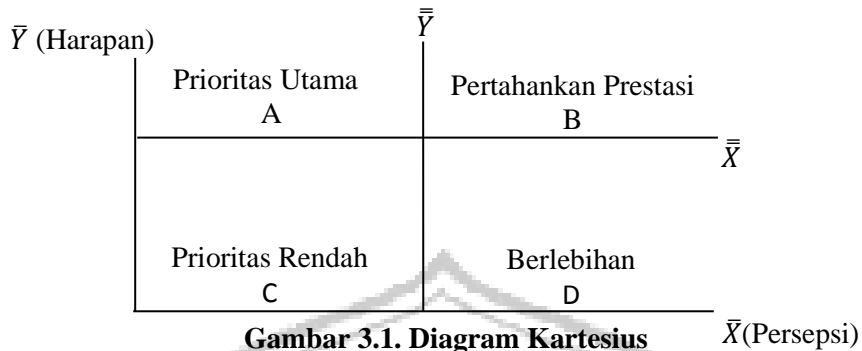 Y̿
Ȳ (Harapan)
Prioritas Utama
A
Pertahankan Prestasi
B
X̿
Prioritas Rendah
C
Berlebihan
D
Gambar 3.1. Diagram Kartesius
X̄(Persepsi)